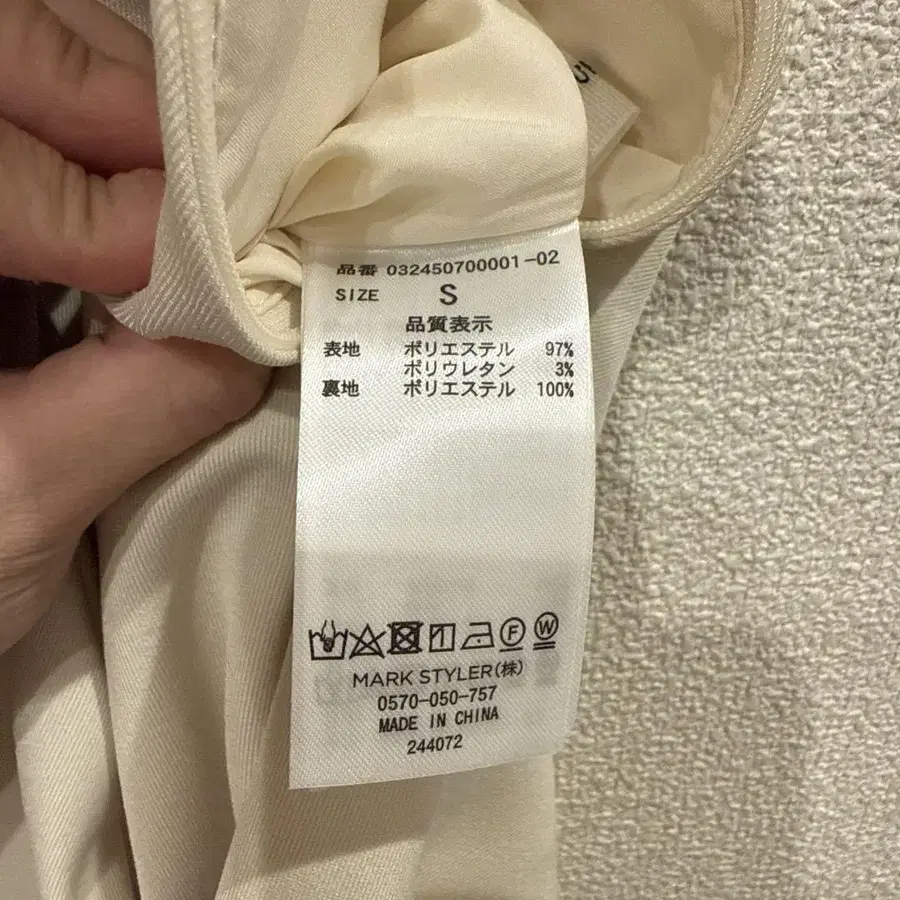 品番 032450700001-02
SIZE S
品質表示
表地 ポリエステル 97%
ポリウレタン 3%
裏地 ポリエステル 100%
F W
MARK STYLER(株)
0570-050-757
MADE IN CHINA
244072